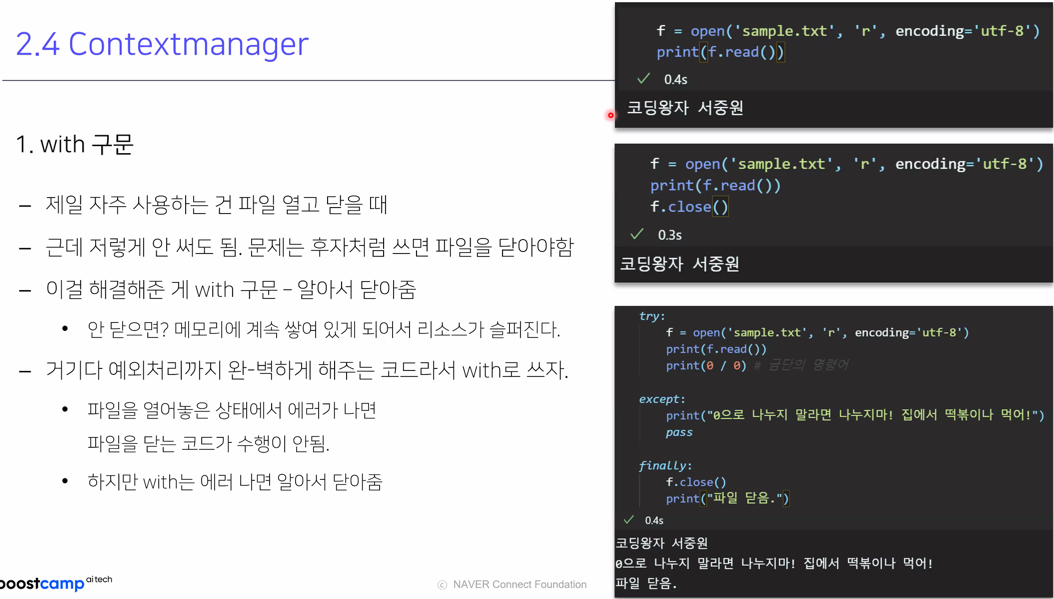 2.4 Contextmanager
1. with 구문
– 제일 자주 사용하는 건 파일 열고 닫을 때
– 근데 저렇게 안 써도 됨. 문제는 후자처럼 쓰면 파일을 닫아야함
– 이걸 해결해준 게 with 구문 – 알아서 닫아줌
• 안 닫으면? 메모리에 계속 쌓여 있게 되어서 리소스가 슬퍼진다.
– 거기다 예외처리까지 완-벽하게 해주는 코드라서 with로 쓰자.
• 파일을 열어놓은 상태에서 에러가 나면
파일을 닫는 코드가 수행이 안됨.
• 하지만 with는 에러 나면 알아서 닫아줌
f = open('sample.txt', 'r', encoding='utf-8')
print(f.read())
✓ 0.4s
코딩왕자 서중원
f = open('sample.txt', 'r', encoding='utf-8')
print(f.read())
f.close()
✓ 0.3s
코딩왕자 서중원
try:
f = open('sample.txt', 'r', encoding='utf-8')
print(f.read())
print(0 / 0) # 금단의 명령어
except:
print("0으로 나누지 말라면 나누지마! 집에서 떡볶이나 먹어!")
pass
finally:
f.close()
print("파일 닫음.")
✓ 0.4s
코딩왕자 서중원
0으로 나누지 말라면 나누지마! 집에서 떡볶이나 먹어!
파일 닫음.
boostcamp ai tech
ⓒ NAVER Connect Foundation